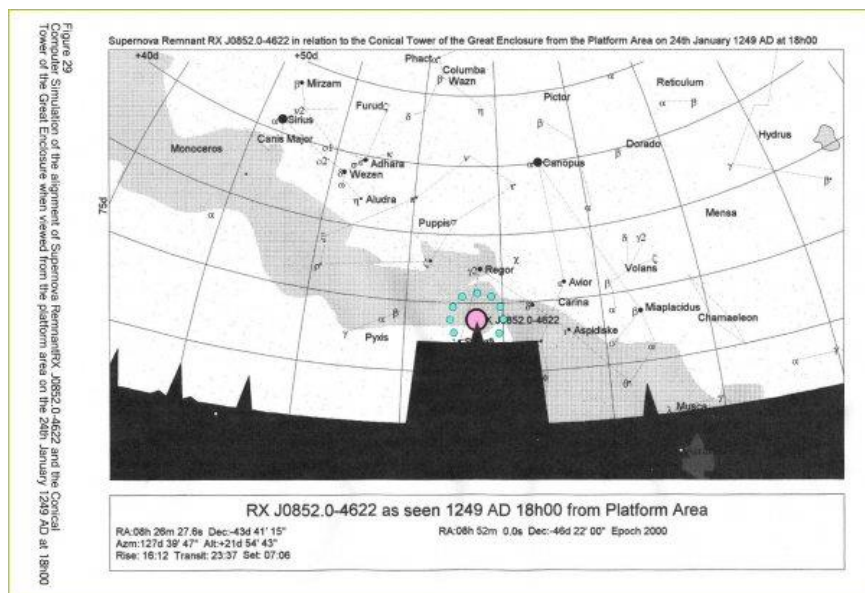 Figure 29
Computer Simulation of the alignment of Supernova RemnantRX J0852.0-4622 and the Conical
Tower of the Great Enclosure when viewed from the platform area on the 24th January 1249 AD at 18h00
Supernova Remnant RX J0852.0-4622 in relation to the Conical Tower of the Great Enclosure from the Platform Area on 24th January 1249 AD at 18h00
+40d
+50d
Phact α
Columba
Wazn
β
Reticulum
β Mirzam
Pictor
α
α β
Furud ζ
ν2
η
α Sirius
δ
β
Dorado
Hydrus
Canis Major
β
Monoceros
ο1
κ
ν
ο2
Adhara
α Canopus
γ
δ Wezen
β
ω
η Aludra
π
τ
α
Mensa
α
Puppis σ
δ γ2
75d
χ
ζ
ρ
γ2 Regor
Volans
α Avior
β
δ
Carina
α
Miaplacidus
α β
X J0852.0-4622
Chamaeleon
γ
Pyxis
Aspidiske
α
γ
θ
Musca
RX J0852.0-4622 as seen 1249 AD 18h00 from Platform Area
RA:08h 26m 27.6s Dec:-43d 41' 15"
RA:08h 52m 0.0s Dec:-46d 22' 00" Epoch 2000
Azm:127d 39' 47" Alt:+21d 54' 43"
Rise: 16:12 Transit: 23:37 Set: 07:06